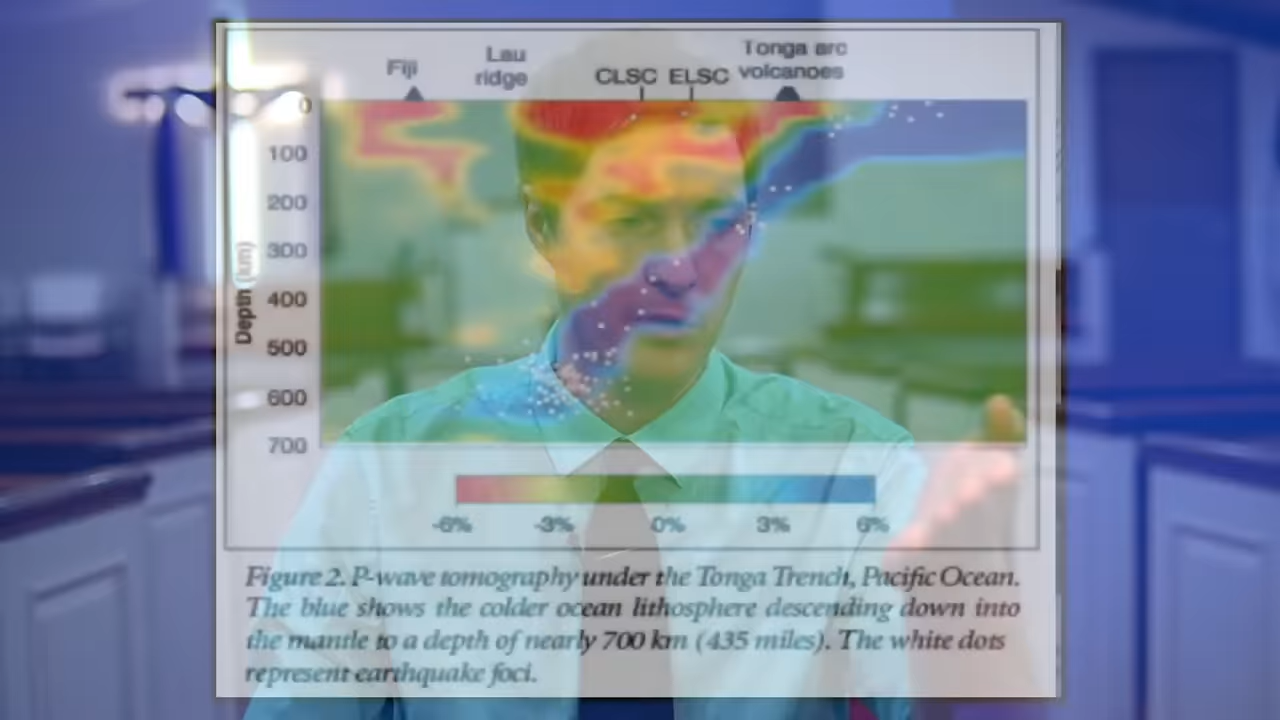 Fiji
Lau
ridge
CLSC
ELSC
Tonga arc
volcanoes
0
100
200
300
400
500
600
700
Depth (km)
-6%
-3%
0%
3%
6%
Figure 2. P-wave tomography under the Tonga Trench, Pacific Ocean.
The blue shows the colder ocean lithosphere descending down into
the mantle to a depth of nearly 700 km (435 miles). The white dots
represent earthquake foci.